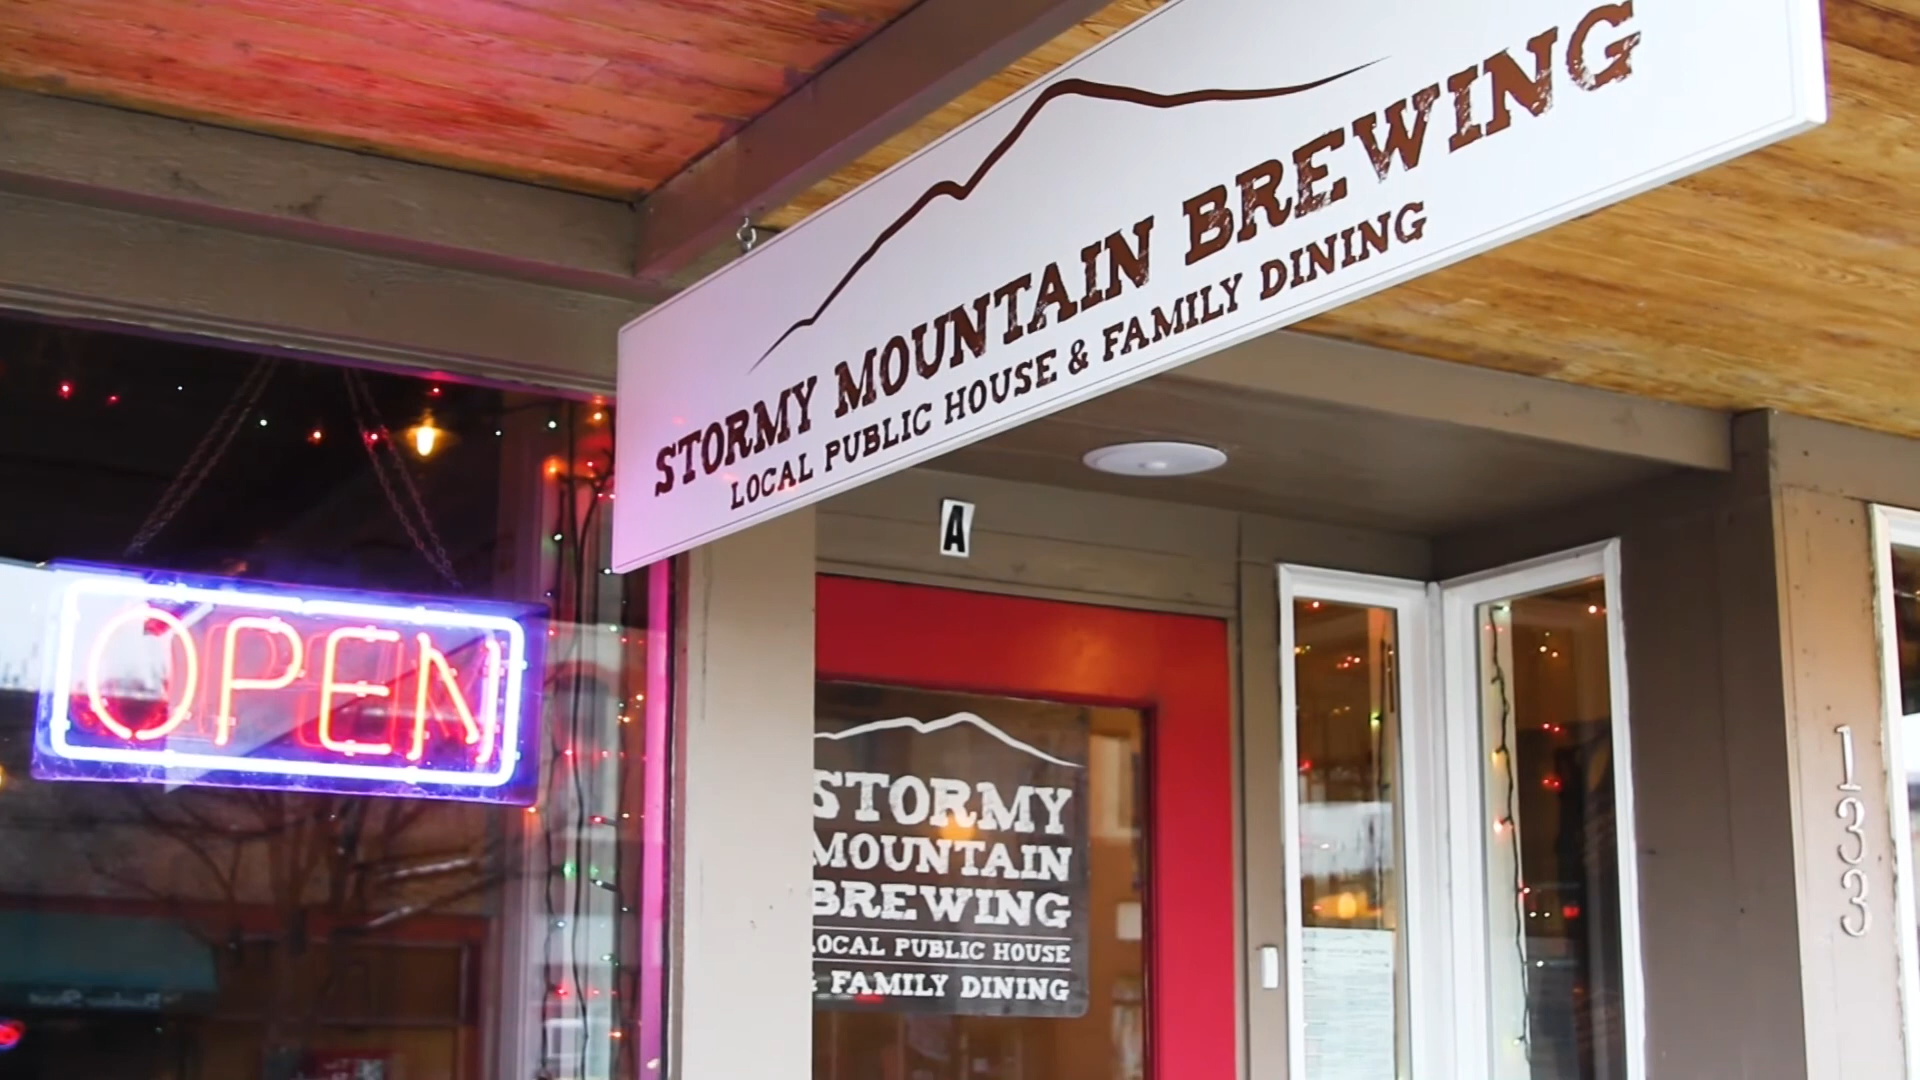 STORMY MOUNTAIN BREWING
LOCAL PUBLIC HOUSE & FAMILY DINING
A
OPEN
STORMY
MOUNTAIN
BREWING
LOCAL PUBLIC HOUSE
& FAMILY DINING
133